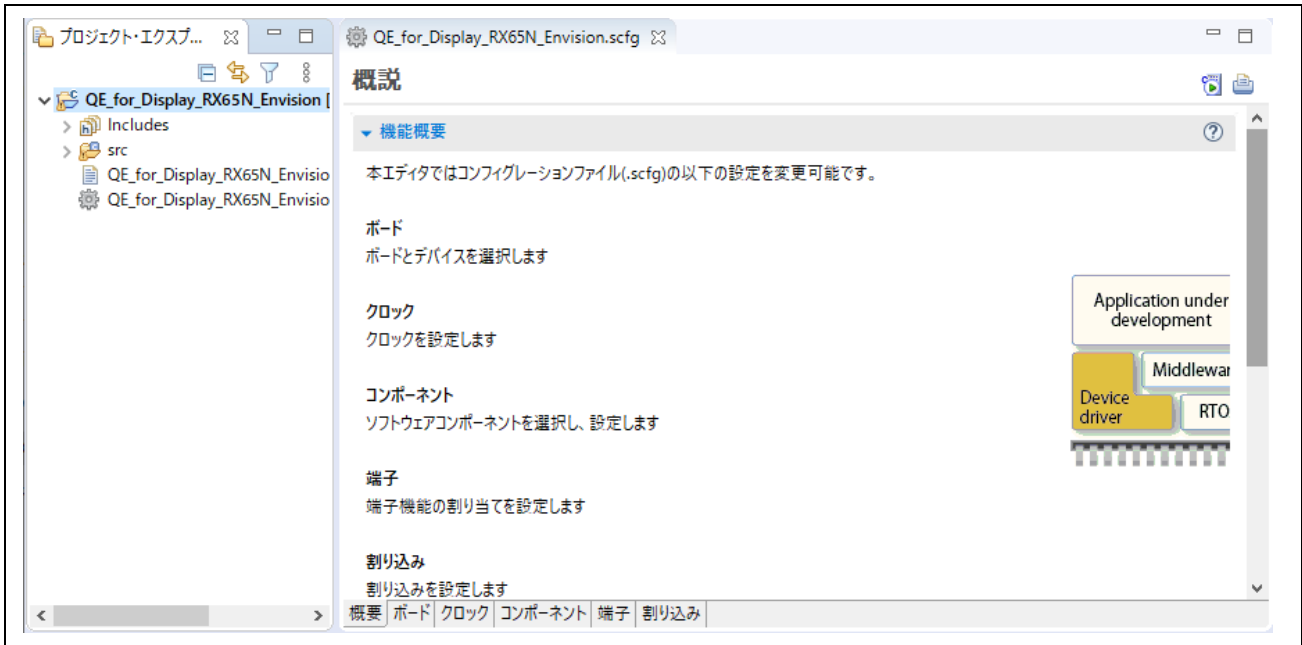 プロジェクト・エクスプ...
QE_for_Display_RX65N_Envision [
Includes
src
QE_for_Display_RX65N_Envisio
QE_for_Display_RX65N_Envisio
QE_for_Display_RX65N_Envision.scfg
概説
機能概要
本エディタではコンフィグレーションファイル(.scfg)の以下の設定を変更可能です。
ボード
ボードとデバイスを選択します
クロック
クロックを設定します
コンポーネント
ソフトウェアコンポーネントを選択し、設定します
端子
端子機能の割り当てを設定します
割り込み
割り込みを設定します
Application under
development
Middlewar
Device
driver
RTO
概要 ボード クロック コンポーネント 端子 割り込み